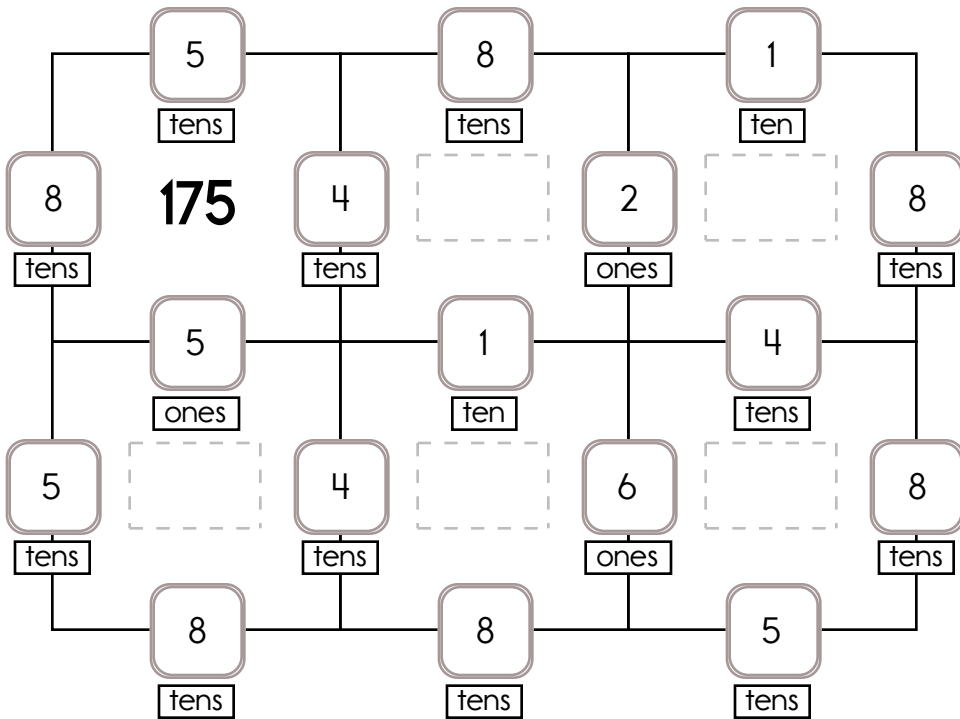 5 8 1
tens tens ten
8 175 4 2 8
tens tens ones tens
5 1 4
ones ten tens
5 4 6 8
tens tens ones tens
8 8 5
tens tens tens